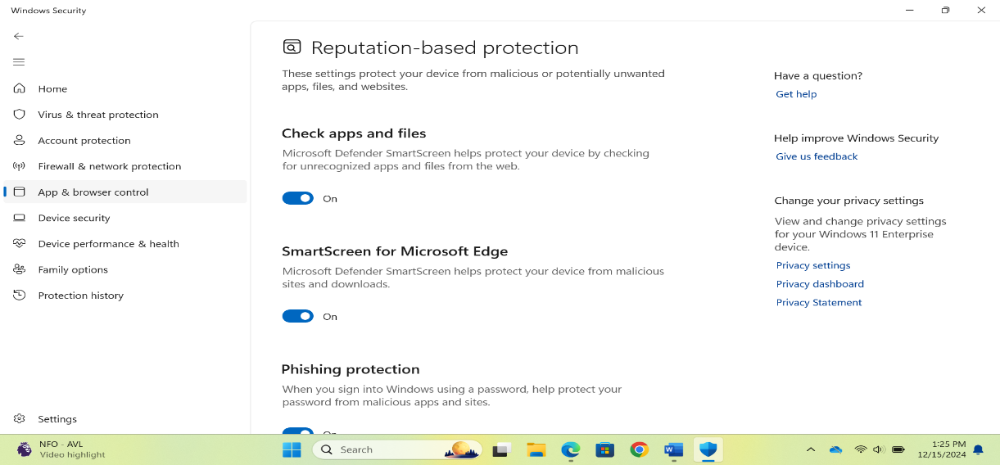 Windows Security
Home
Virus & threat protection
Account protection
Firewall & network protection
App & browser control
Device security
Device performance & health
Family options
Protection history
Settings
Reputation-based protection
These settings protect your device from malicious or potentially unwanted
apps, files, and websites.
Check apps and files
Microsoft Defender SmartScreen helps protect your device by checking
for unrecognized apps and files from the web.
On
SmartScreen for Microsoft Edge
Microsoft Defender SmartScreen helps protect your device from malicious
sites and downloads.
On
Phishing protection
When you sign into Windows using a password, help protect your
password from malicious apps and sites.
On
Have a question?
Get help
Help improve Windows Security
Give us feedback
Change your privacy settings
View and change privacy settings
for your Windows 11 Enterprise
device.
Privacy settings
Privacy dashboard
Privacy Statement
NFO - AVL
Video highlight
Search
1:25 PM
12/15/2024